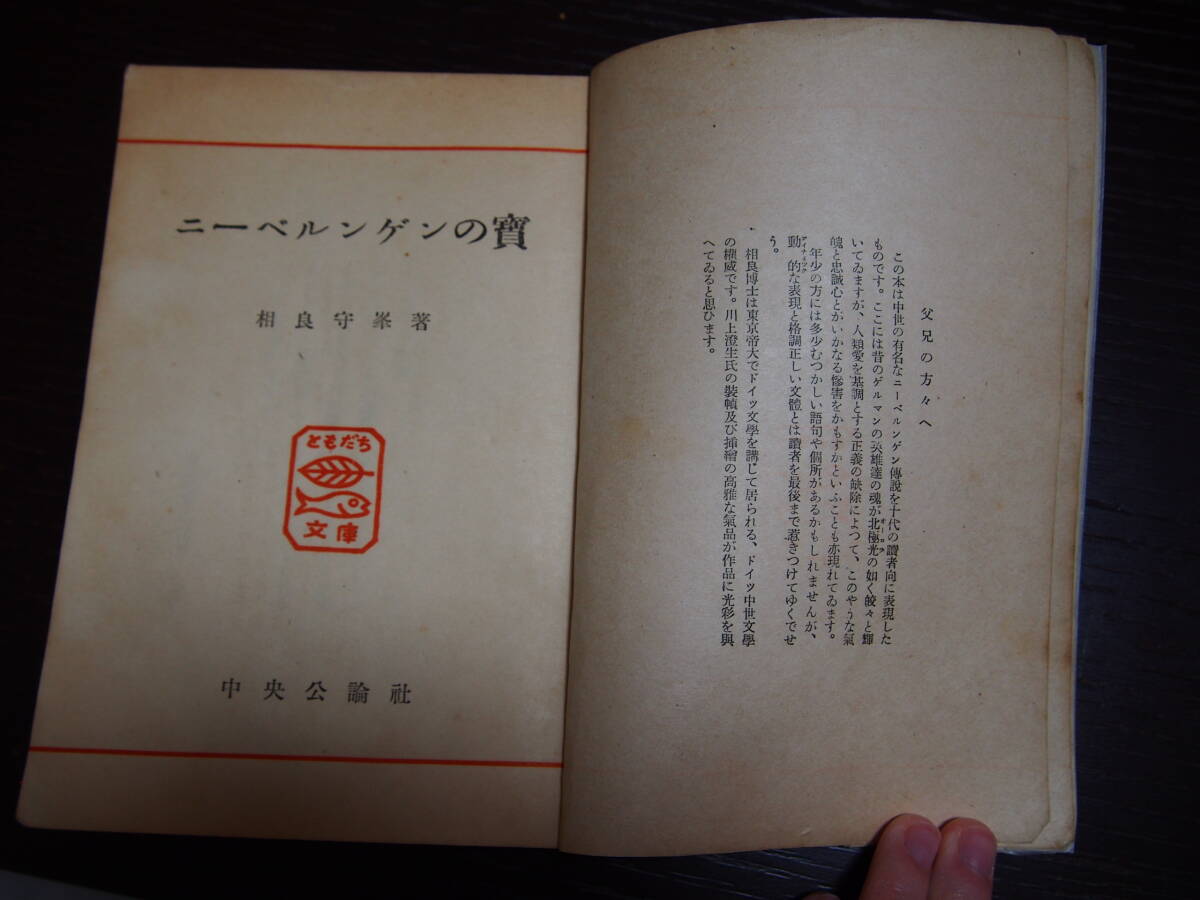 ニーベルンゲンの寶
相良守峯著
ともだち
文庫
中央公論社
父兄の方々へ
この本は中世の有名なニーベルンゲン傳說を十代の讀者向に表現した
ものです。ここには昔のゲルマンの英雄達の魂が北極光の如く皎々と輝
いてゐますが、人類愛を基調とする正義の缺除によつて、このやうな氣
魄と忠誠心とがいかなる慘害をかもすかといふことも亦現れてゐます。
年少の方には多少むつかしい語句や個所があるかもしれませんが、
動的な表現と格調正しい文體とは讀者を最後まで惹きつけてゆくでせ
う。
相良博士は東京帝大でドイツ文學を講じて居られる、ドイツ中世文學
の權威です。川上澄生氏の裝幀及び挿繪の高雅な氣品が作品に光彩を與
へてゐると思ひます。